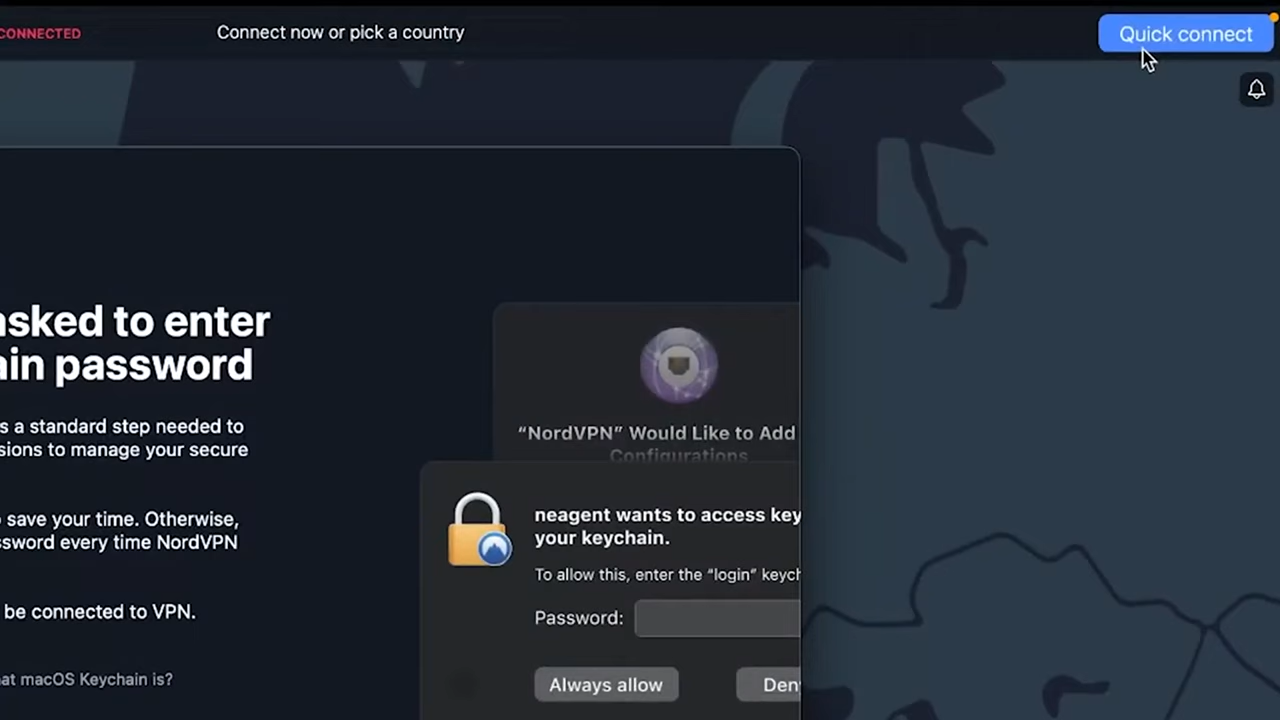 CONNECTED
Connect now or pick a country
Quick connect
asked to enter
ain password
s a standard step needed to
sions to manage your secure
save your time. Otherwise,
ssword every time NordVPN
be connected to VPN.
at macOS Keychain is?
“NordVPN” Would Like to Add
Configurations
neagent wants to access key
your keychain.
To allow this, enter the “login” keych
Password:
Always allow
Deny